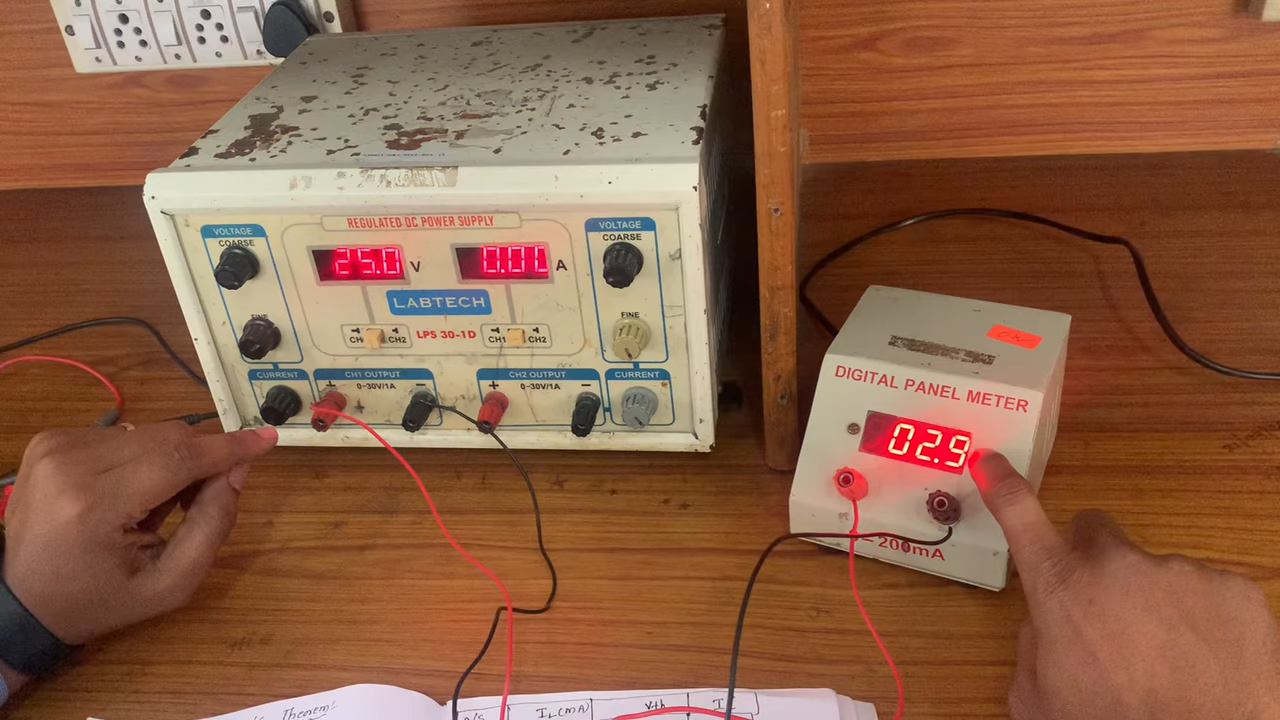 REGULATED DC POWER SUPPLY
VOLTAGE
COARSE
FINE
CURRENT
25.0 V
0.01 A
LABTECH
LPS 30-1D
CH2
CH1 CH2
VOLTAGE
COARSE
FINE
CURRENT
CH1 OUTPUT
+ 0~30V/1A −
CH2 OUTPUT
+ 0~30V/1A −
OK
DIGITAL PANEL METER
02.9
200mA
Theorem
IL(mA)
Vth